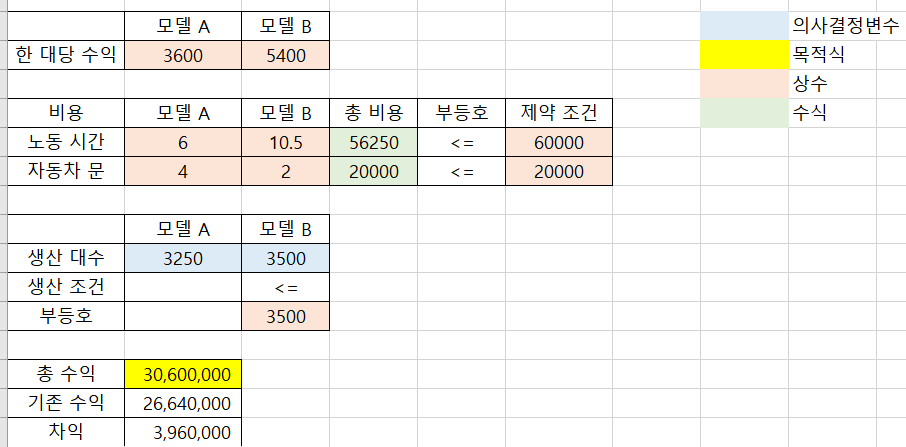 모델 A 모델 B 의사결정변수
한 대당 수익 3600 5400 목적식
상수
비용 모델 A 모델 B 총 비용 부등호 제약 조건 수식
노동 시간 6 10.5 56250 <= 60000
자동차 문 4 2 20000 <= 20000
모델 A 모델 B
생산 대수 3250 3500
생산 조건 <=
부등호 3500
총 수익 30,600,000
기존 수익 26,640,000
차익 3,960,000